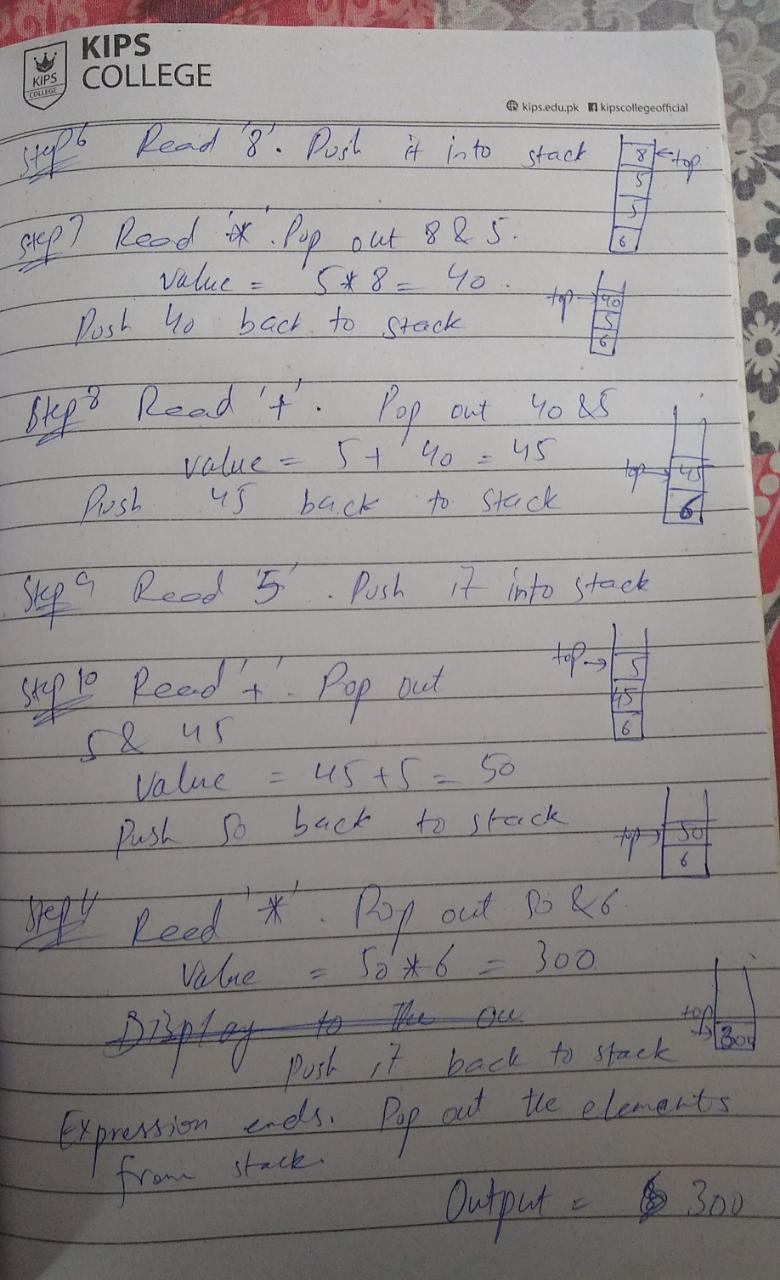 KIPS
COLLEGE
KIPS
COLLEGE
kips.edu.pk kipscollegeofficial
Step 6 Read '8'. Push it into stack
8 ← top
5
5
6
Step 7 Read '*'. Pop out 8 & 5.
value = 5 * 8 = 40.
Push 40 back to stack
top → 40
5
6
Step 8 Read '+'. Pop out 40 & 5
value = 5 + 40 = 45
Push 45 back to stack
top → 45
6
Step 9 Read '5'. Push it into stack
top → 5
45
6
Step 10 Read '+'. Pop out
5 & 45
Value = 45 + 5 = 50
Push 50 back to stack
top → 50
6
Step 11 Read '*'. Pop out 50 & 6
Value = 50 * 6 = 300
Display to the ou
Push it back to stack
top → 300
Expression ends. Pop out the elements
from stack.
Output = 300